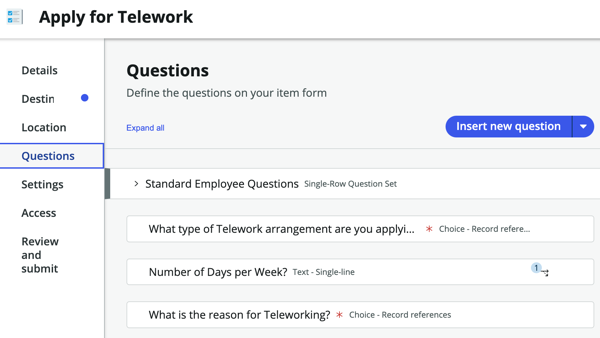 Apply for Telework
Details
Destin
Location
Questions
Settings
Access
Review
and
submit
Questions
Define the questions on your item form
Expand all
Insert new question
Standard Employee Questions Single-Row Question Set
What type of Telework arrangement are you applyi... * Choice - Record refere...
Number of Days per Week? Text - Single-line 1
What is the reason for Teleworking? * Choice - Record references